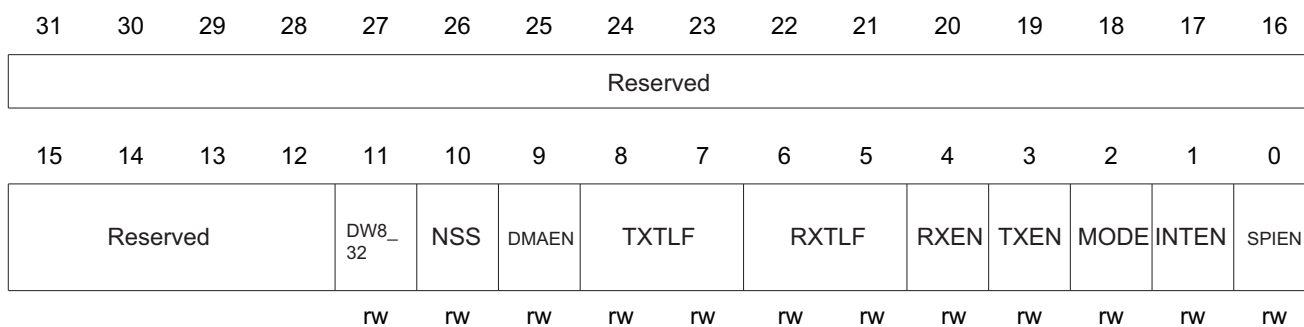 31 30 29 28 27 26 25 24 23 22 21 20 19 18 17 16
Reserved
15 14 13 12 11 10 9 8 7 6 5 4 3 2 1 0
Reserved DW8_ 32 NSS DMAEN TXTLF RXTLF RXEN TXEN MODE INTEN SPIEN
rw rw rw rw rw rw rw rw rw rw rw rw